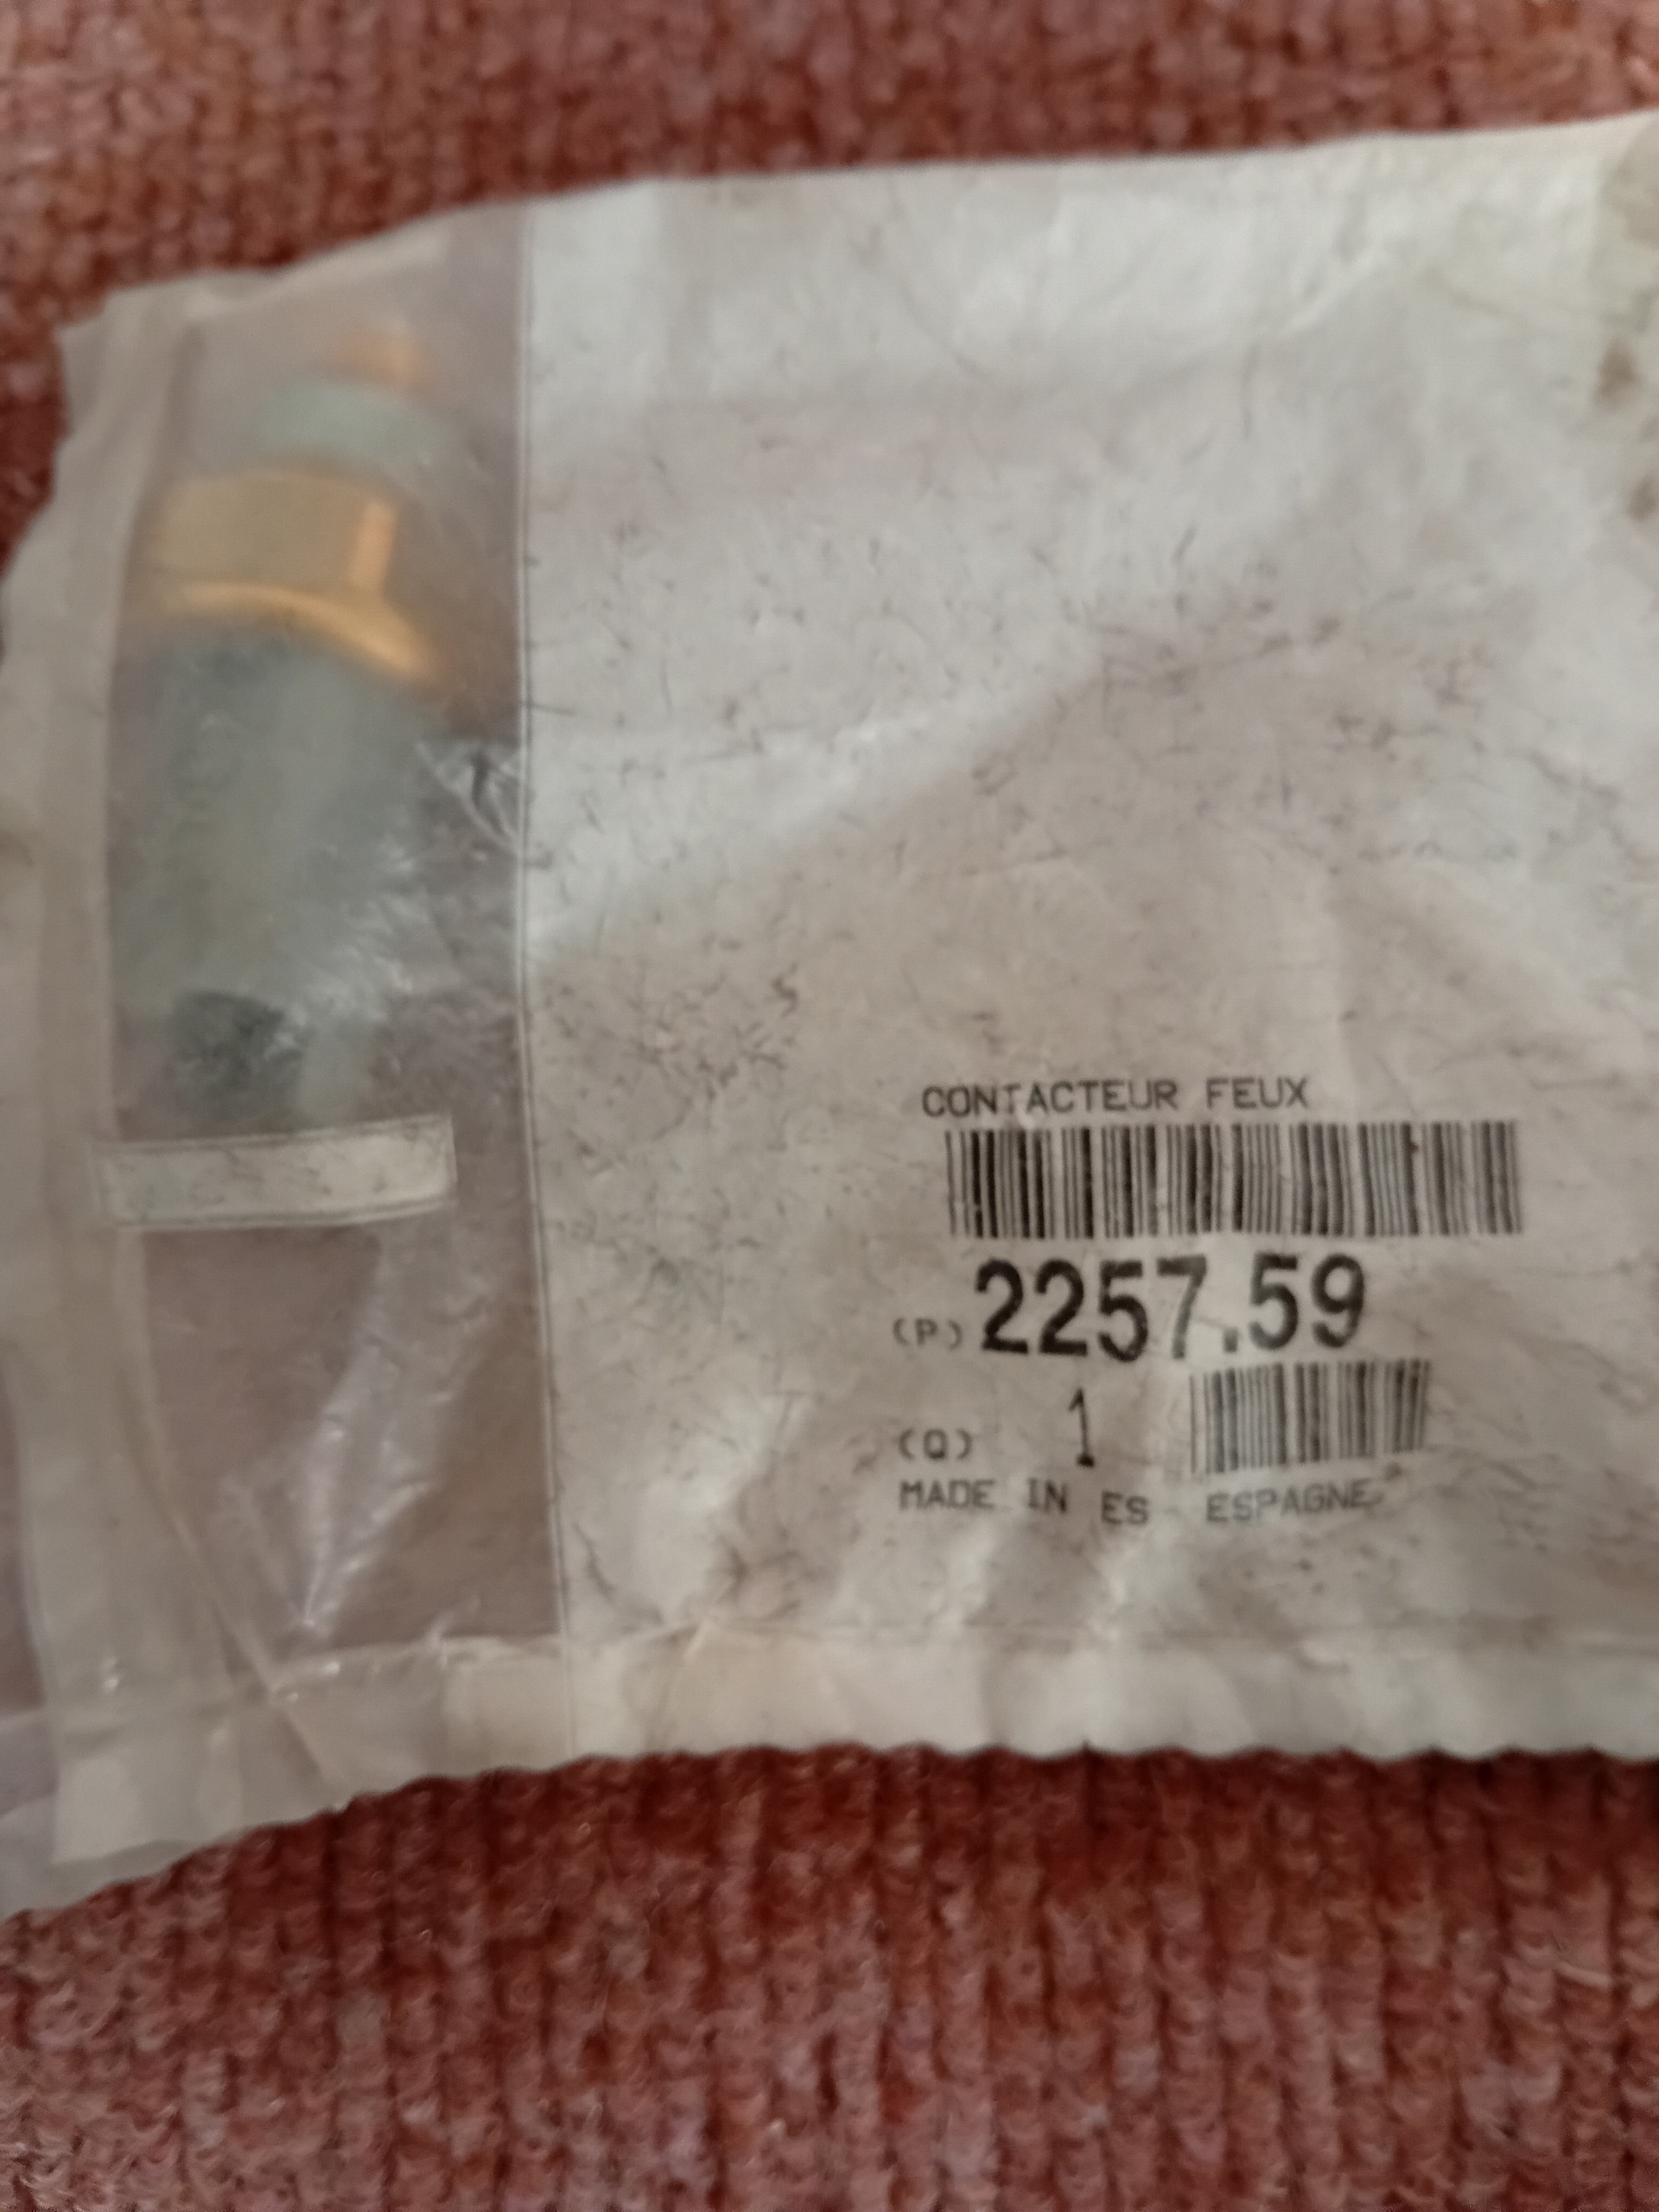 CONTACTEUR FEUX
(P) 2257.59
(Q) 1
MADE IN ES ESPAGNE